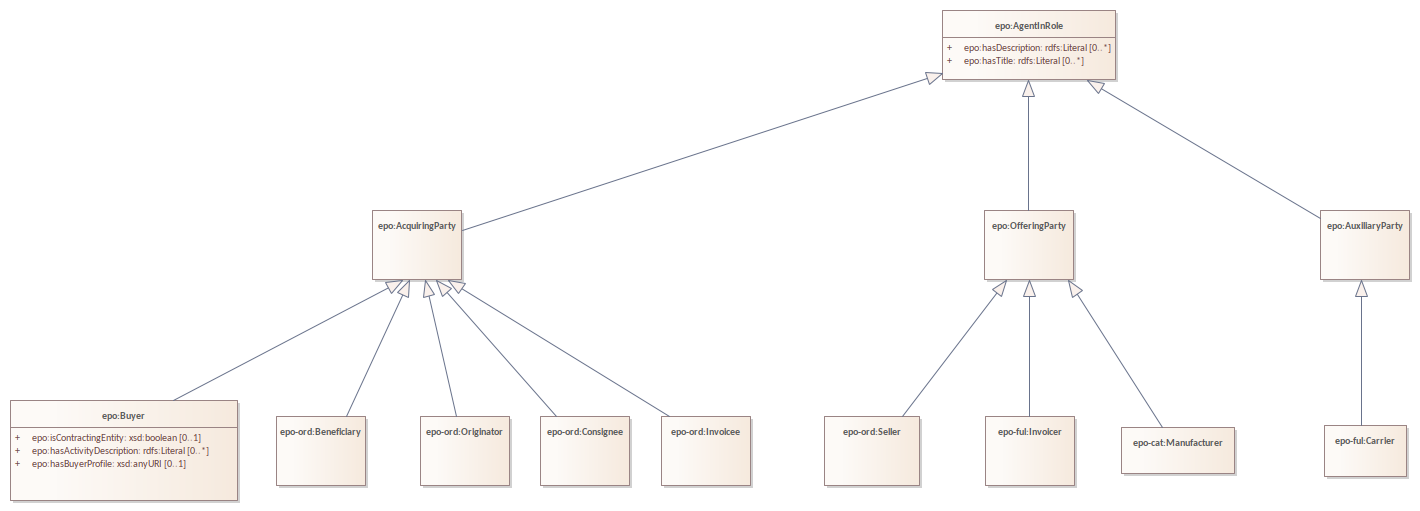 epo:AgentInRole
+ epo:hasDescription: rdfs:Literal [0..*]
+ epo:hasTitle: rdfs:Literal [0..*]
epo:AcquiringParty
epo:OfferingParty
epo:AuxiliaryParty
epo:Buyer
+ epo:isContractingEntity: xsd:boolean [0..1]
+ epo:hasActivityDescription: rdfs:Literal [0..*]
+ epo:hasBuyerProfile: xsd:anyURI [0..1]
epo-ord:Beneficiary
epo-ord:Originator
epo-ord:Consignee
epo-ord:Invoicee
epo-ord:Seller
epo-ful:Invoicer
epo-cat:Manufacturer
epo-ful:Carrier